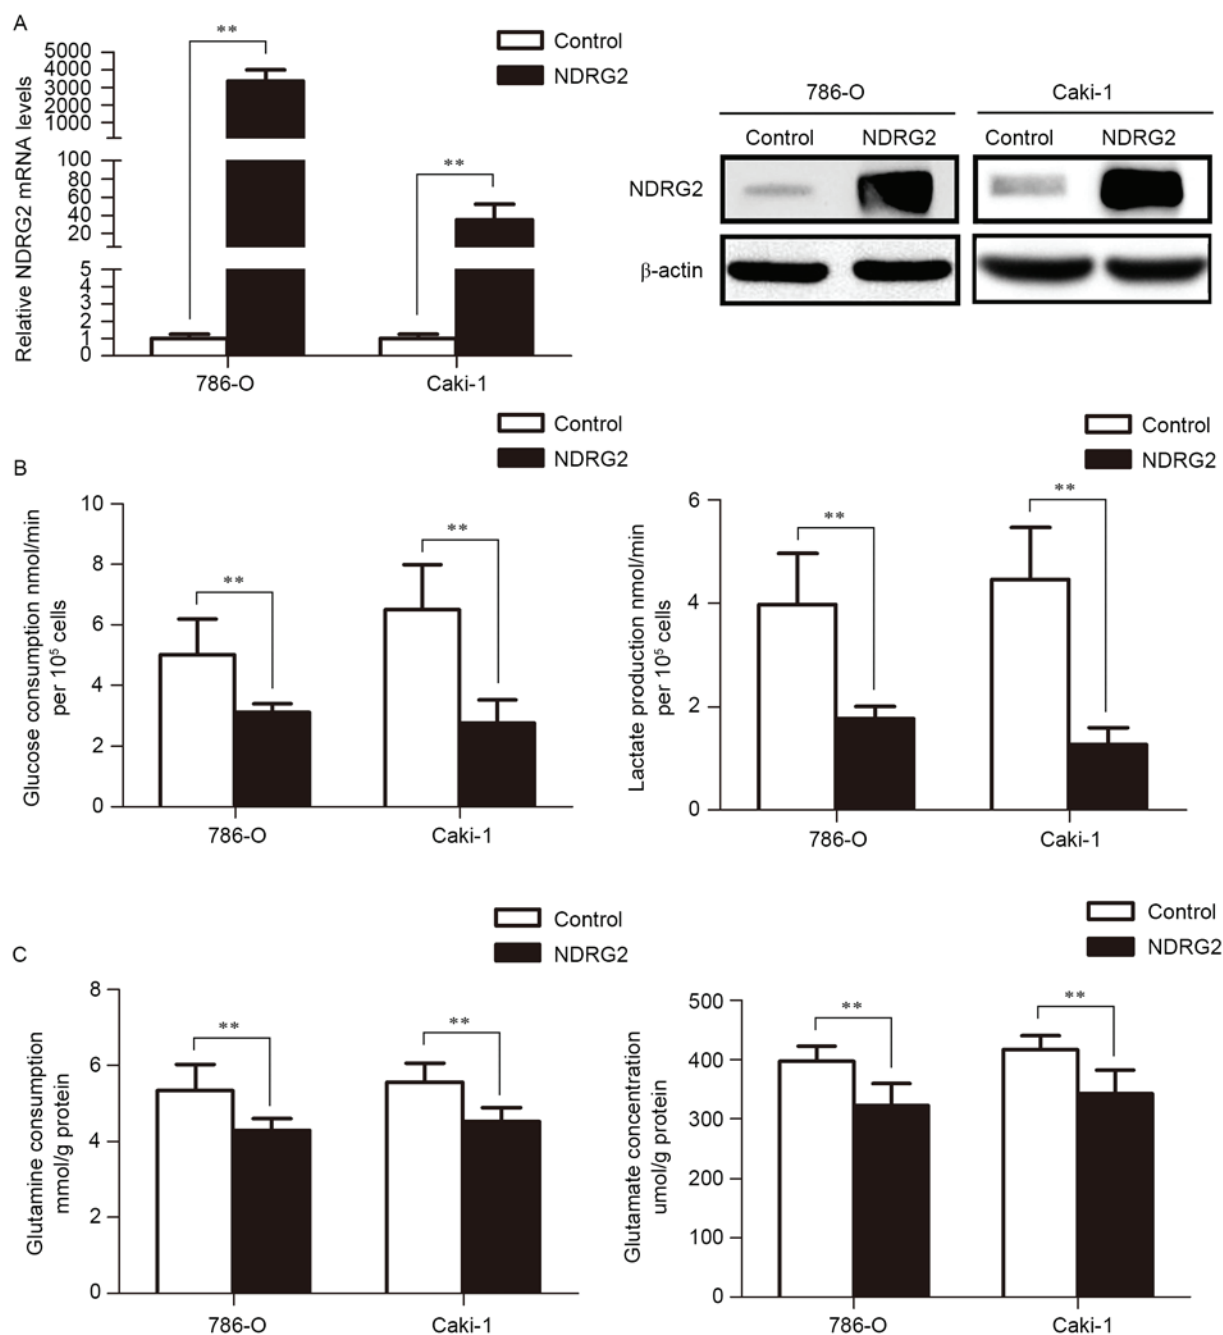 A
**
5000
4000
3000
2000
1000
100
80
60
40
20
5
4
3
2
1
0
Relative NDRG2 mRNA levels
**
786-O
Caki-1
Control
NDRG2
786-O
Caki-1
Control
NDRG2
Control
NDRG2
NDRG2
β-actin
B
Control
NDRG2
10
8
6
4
2
0
Glucose consumption nmol/min
per 10⁵ cells
**
**
786-O
Caki-1
Control
NDRG2
6
4
2
0
Lactate production nmol/min
per 10⁵ cells
**
**
786-O
Caki-1
C
Control
NDRG2
8
6
4
2
0
Glutamine consumption
mmol/g protein
**
**
786-O
Caki-1
Control
NDRG2
500
400
300
200
100
0
Glutamate concentration
umol/g protein
**
**
786-O
Caki-1